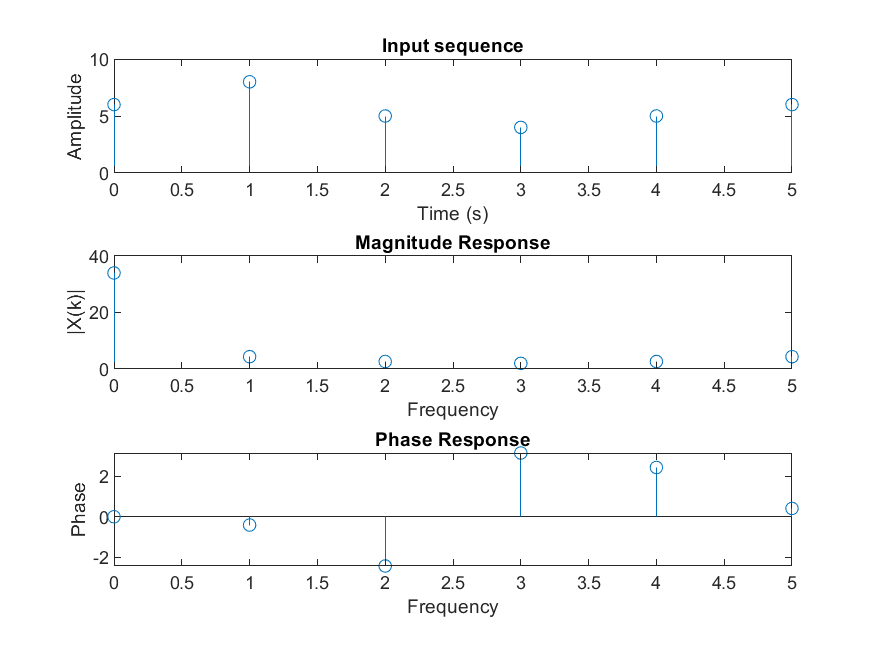 Input sequence
10
5
0
Amplitude
0 0.5 1 1.5 2 2.5 3 3.5 4 4.5 5
Time (s)
Magnitude Response
40
20
0
|X(k)|
0 0.5 1 1.5 2 2.5 3 3.5 4 4.5 5
Frequency
Phase Response
2
0
-2
Phase
0 0.5 1 1.5 2 2.5 3 3.5 4 4.5 5
Frequency